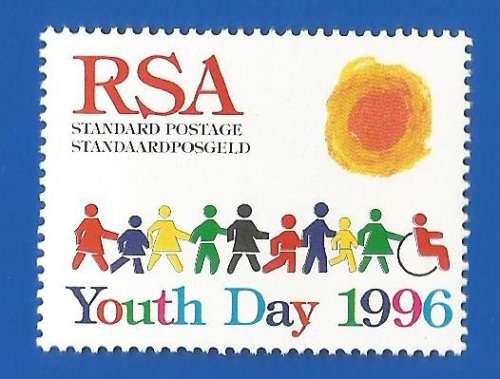 RSA
STANDARD POSTAGE
STANDAARDPOSGELD
Youth Day 1996